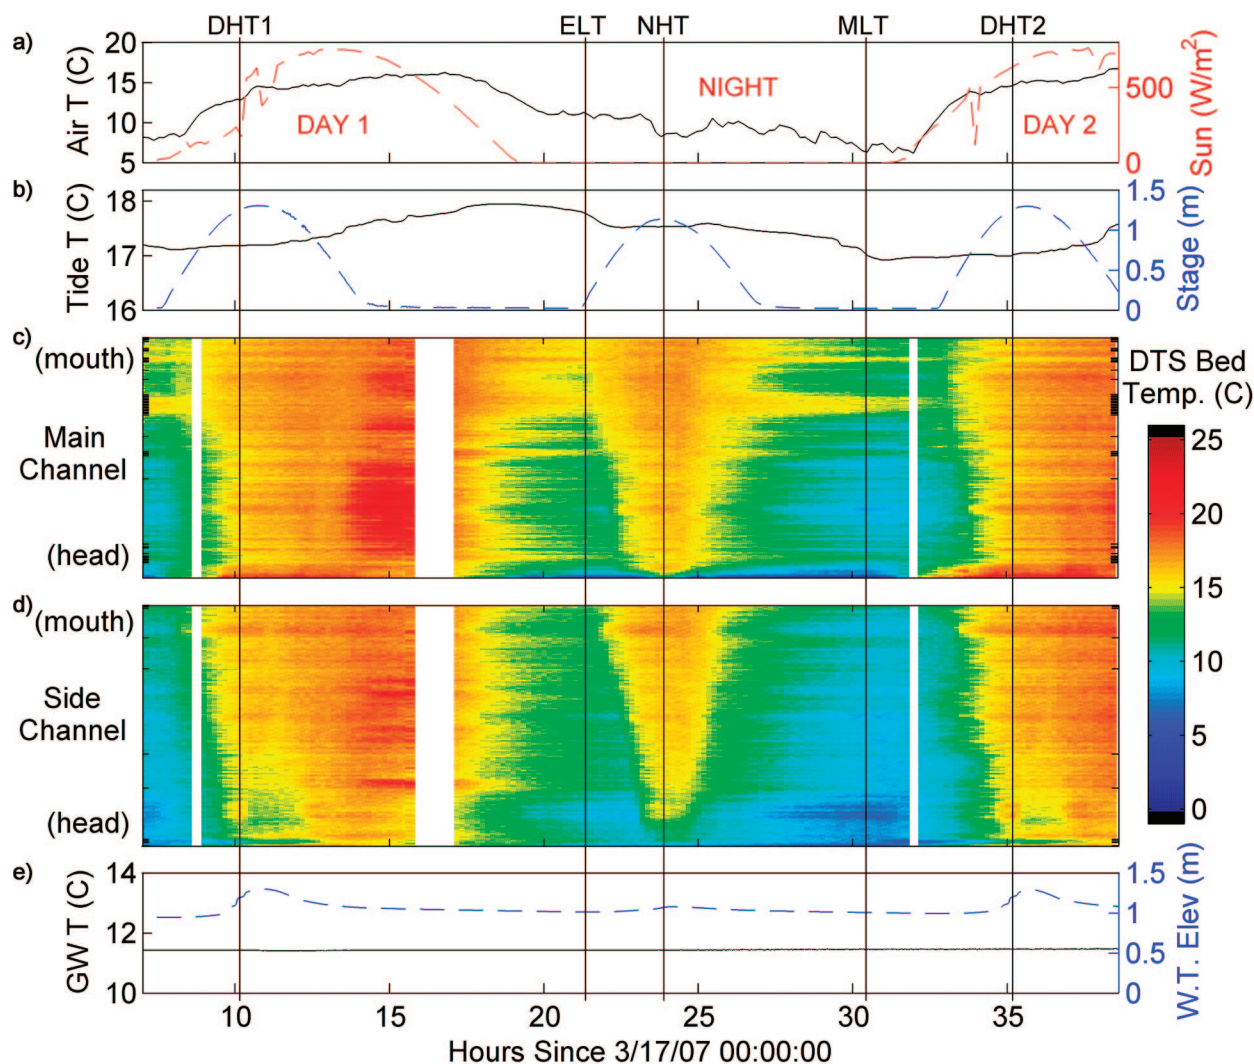 DHT1 ELT NHT MLT DHT2
a)
Air T (C)
20
15
10
5
DAY 1
NIGHT
DAY 2
500
0
Sun (W/m²)
b)
Tide T (C)
18
17
16
1.5
1
0.5
0
Stage (m)
c)
(mouth)
Main
Channel
(head)
DTS Bed
Temp. (C)
25
20
15
10
5
0
d)
(mouth)
Side
Channel
(head)
e)
GW T (C)
14
12
10
1.5
1
0.5
0
W.T. Elev (m)
10 15 20 25 30 35
Hours Since 3/17/07 00:00:00